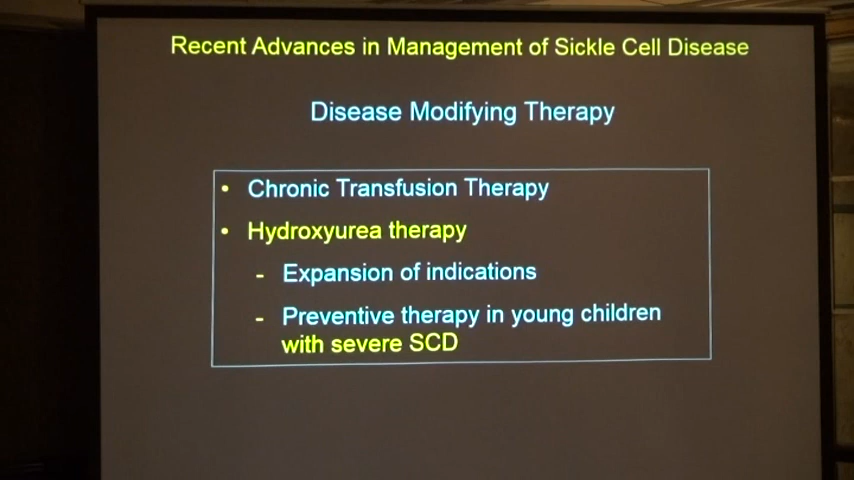 Recent Advances in Management of Sickle Cell Disease
Disease Modifying Therapy
• Chronic Transfusion Therapy
• Hydroxyurea therapy
- Expansion of indications
- Preventive therapy in young children
with severe SCD